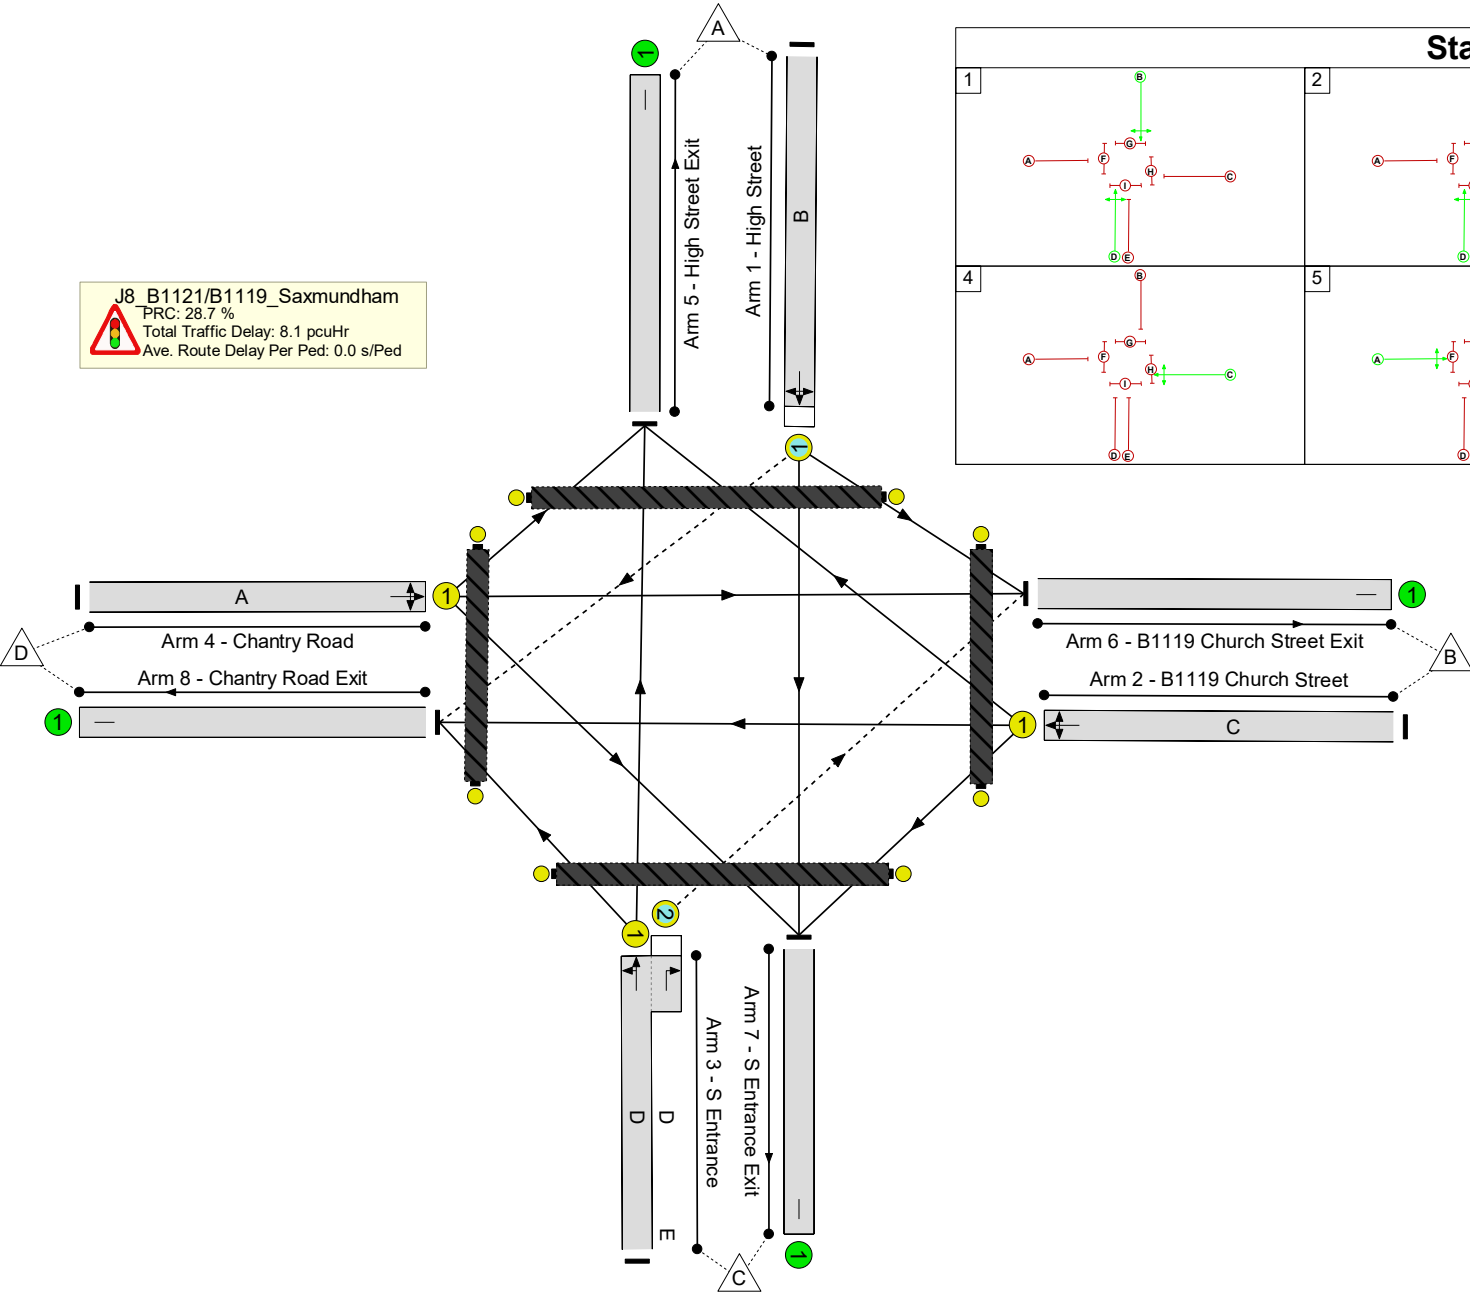 A
1
Sta
1
2
B
A
F
G
H
I
C
D
E
A
F
D
4
5
B
A
F
G
H
I
C
D
E
A
F
D
J8_B1121/B1119_Saxmundham
PRC: 28.7 %
Total Traffic Delay: 8.1 pcuHr
Ave. Route Delay Per Ped: 0.0 s/Ped
Arm 5 - High Street Exit
Arm 1 - High Street
B
1
A
1
Arm 4 - Chantry Road
D
Arm 8 - Chantry Road Exit
1
1
Arm 6 - B1119 Church Street Exit
B
Arm 2 - B1119 Church Street
1
C
1
2
D
D
E
Arm 3 - S Entrance
Arm 7 - S Entrance Exit
1
C